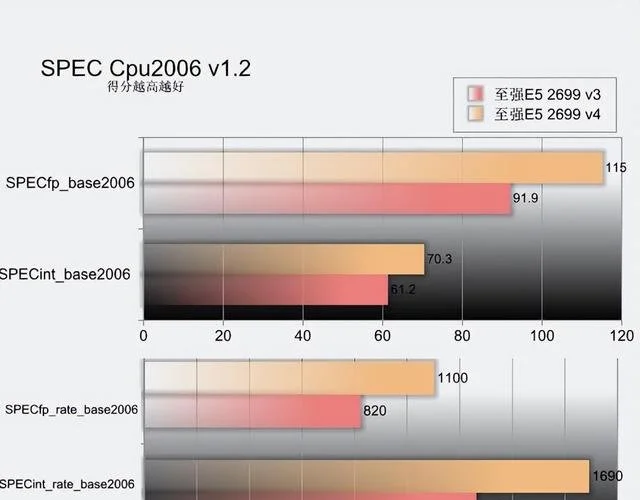 SPEC Cpu2006 v1.2
得分越高越好
至强E5 2699 v3
至强E5 2699 v4
SPECfp_base2006
115
91.9
SPECint_base2006
70.3
61.2
0 20 40 60 80 100 120
SPECfp_rate_base2006
1100
820
SPECint_rate_base2006
1690